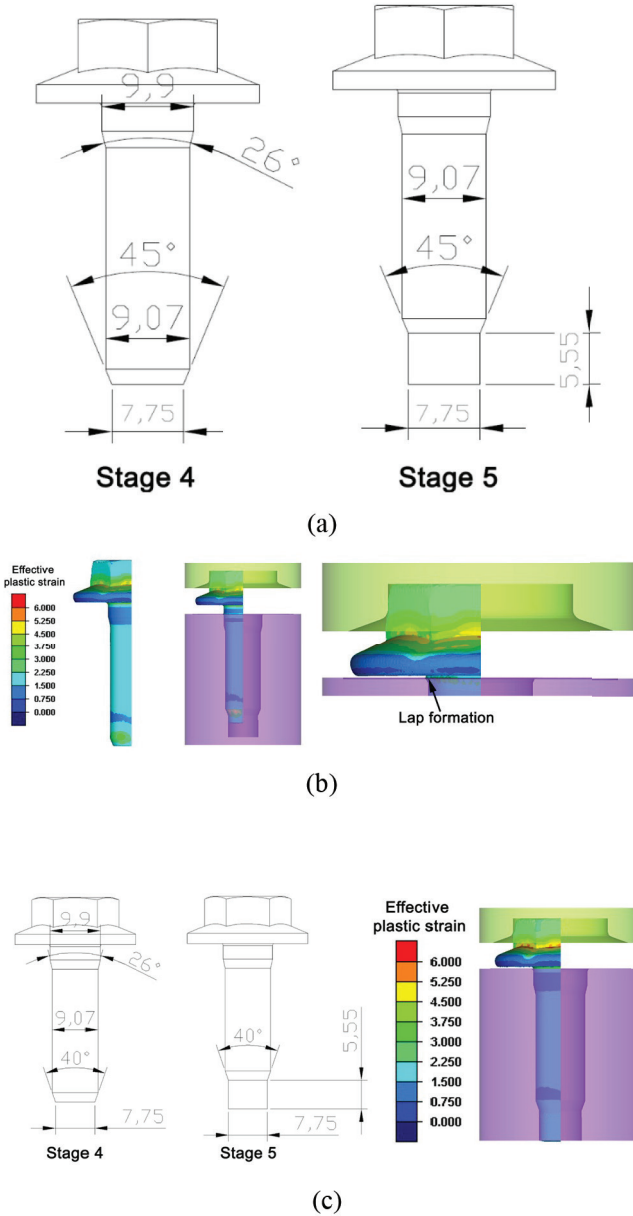 9,9
26°
45°
9,07
7,75
Stage 4
9,07
45°
5,55
7,75
Stage 5
(a)
Effective
plastic strain
6.000
5.250
4.500
3.750
3.000
2.250
1.500
0.750
0.000
Lap formation
(b)
9,9
26°
9,07
40°
7,75
Stage 4
40°
5,55
7,75
Stage 5
Effective
plastic strain
6.000
5.250
4.500
3.750
3.000
2.250
1.500
0.750
0.000
(c)